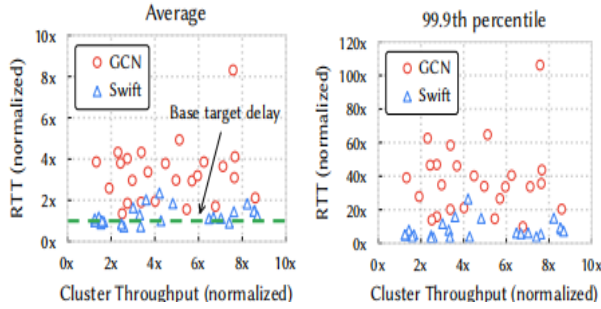 Average
10x
8x
6x
4x
2x
0x
RTT (normalized)
GCN
Swift
Base target delay
0x 2x 4x 6x 8x 10x
Cluster Throughput (normalized)
99.9th percentile
120x
100x
80x
60x
40x
20x
0x
RTT (normalized)
GCN
Swift
0x 2x 4x 6x 8x 10x
Cluster Throughput (normalized)